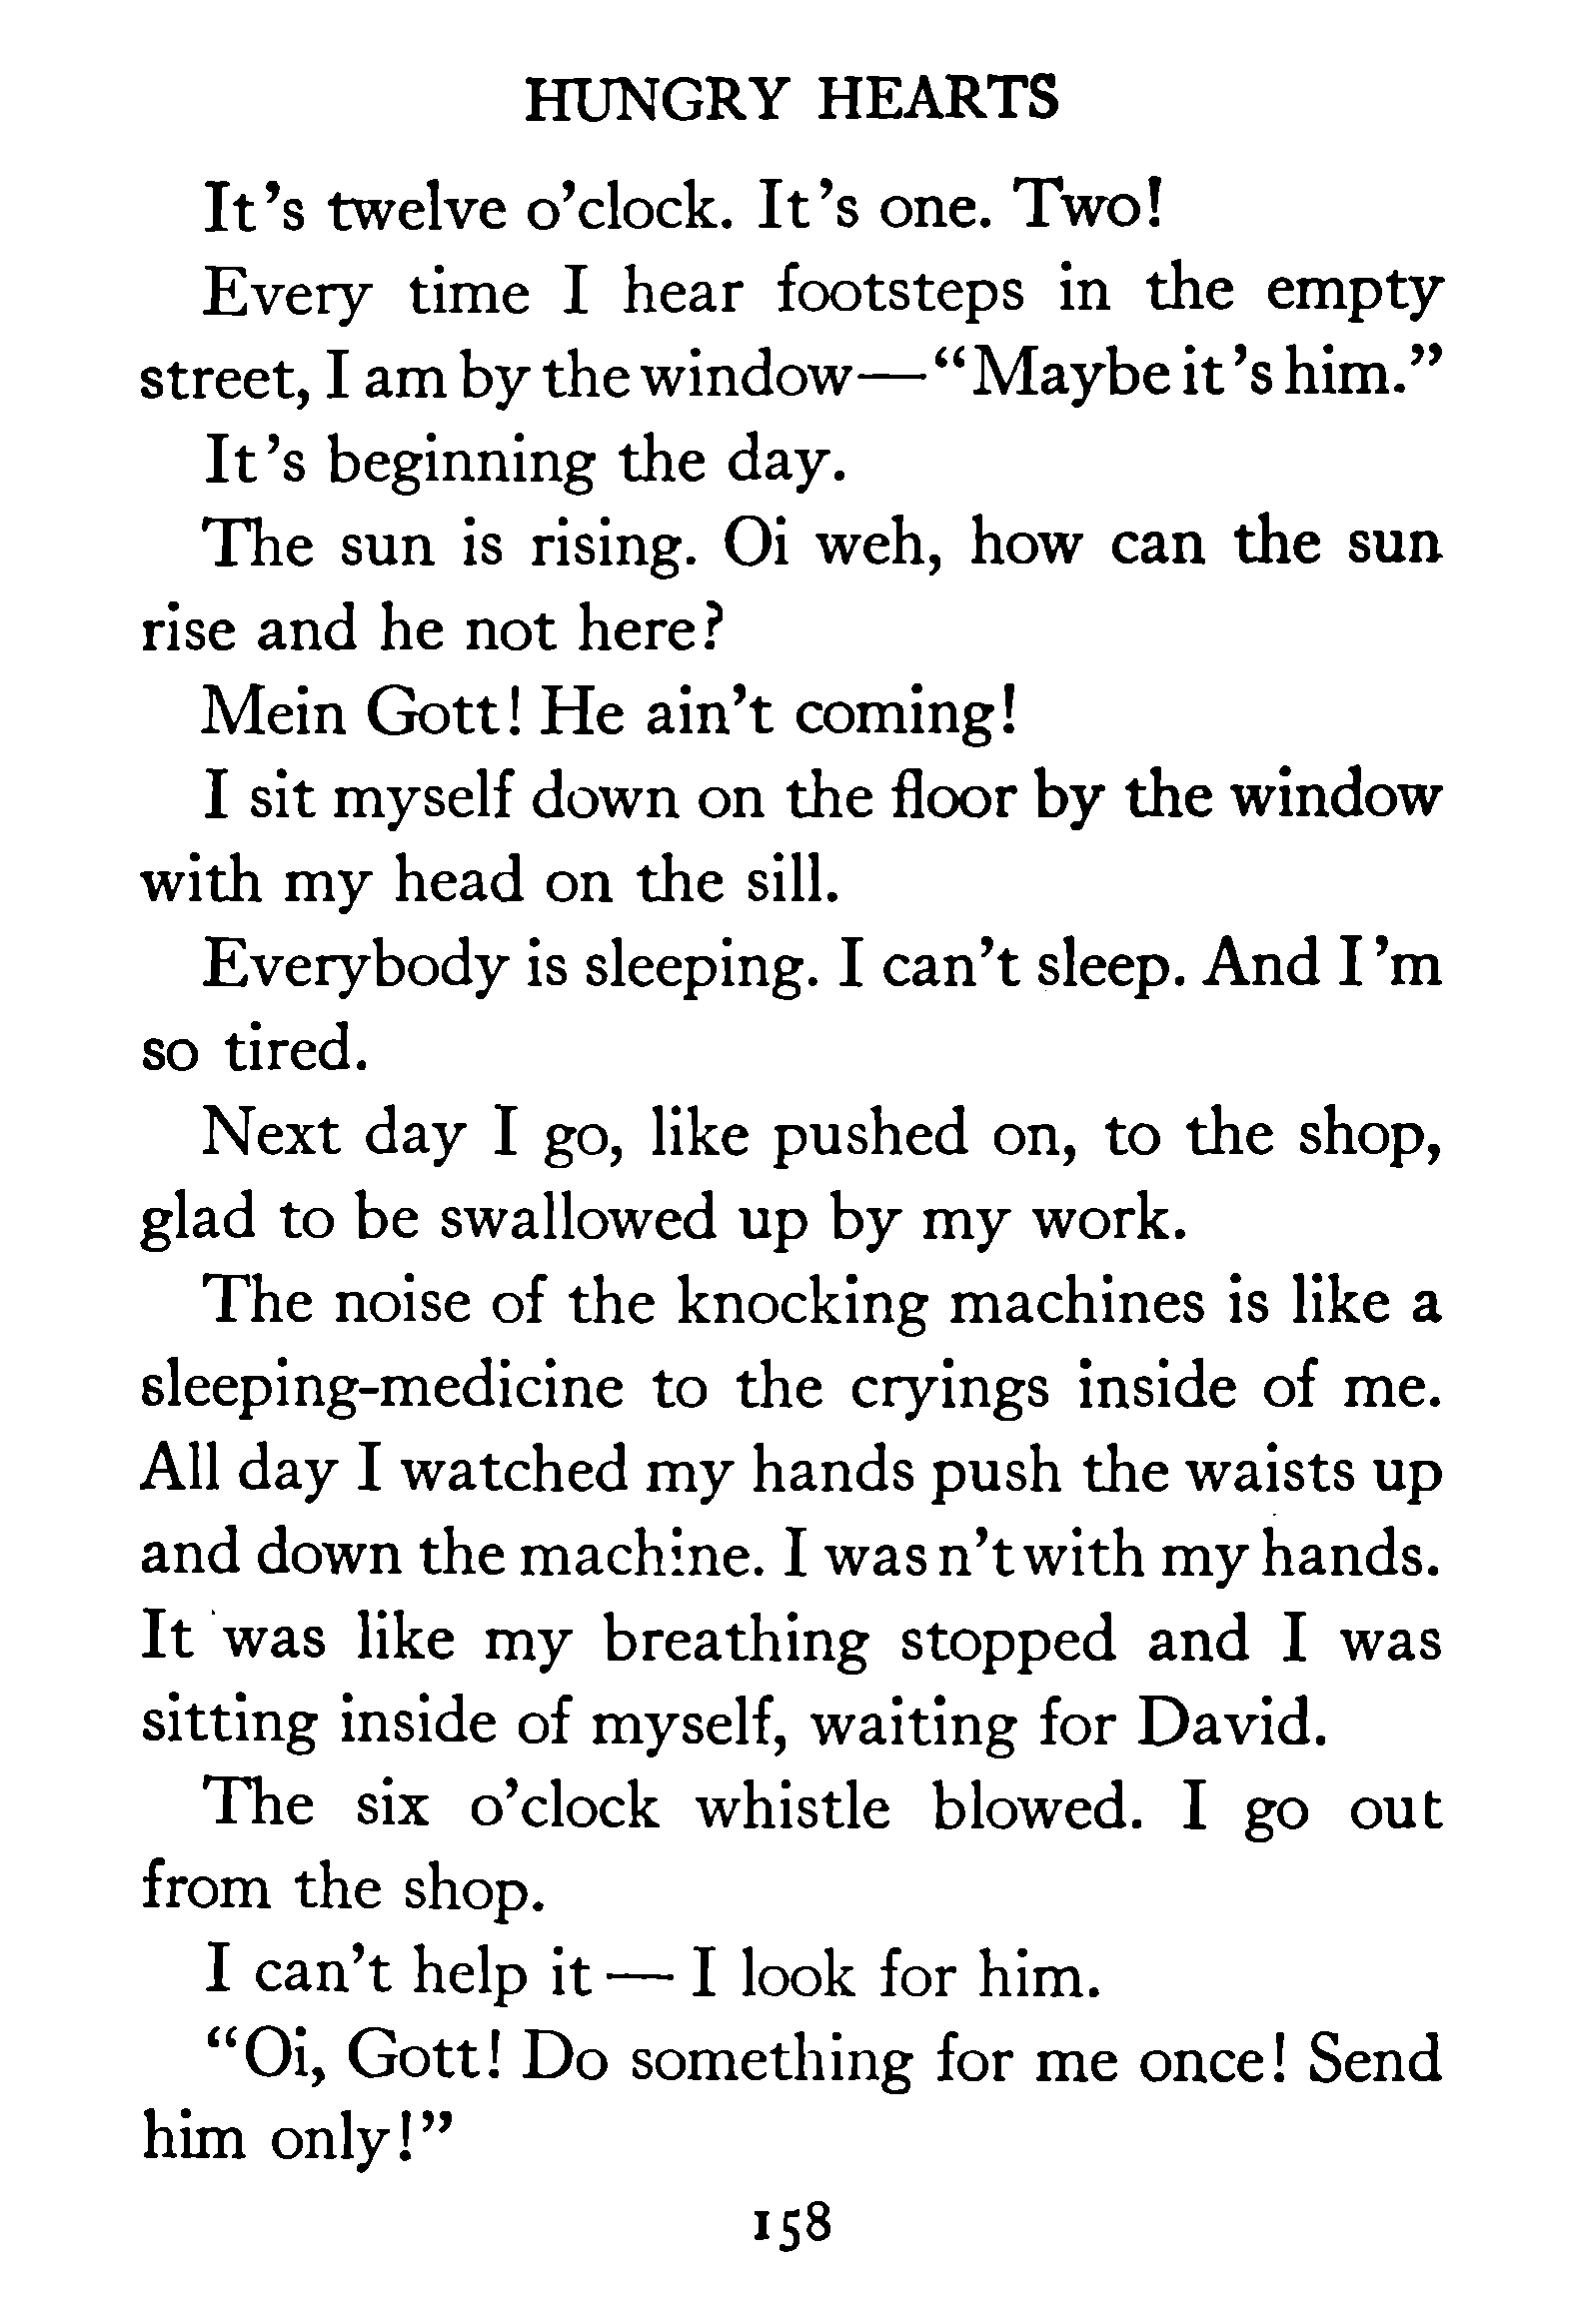 HUNGRY HEARTS
It's twelve o'clock. It's one. Two!
Every time I hear footsteps in the empty
street, I am by the window—“Maybe it's him.”
It's beginning the day.
The sun is rising. Oi weh, how can the sun
rise and he not here?
Mein Gott! He ain't coming!
I sit myself down on the floor by the window
with my head on the sill.
Everybody is sleeping. I can't sleep. And I'm
so tired.
Next day I go, like pushed on, to the shop,
glad to be swallowed up by my work.
The noise of the knocking machines is like a
sleeping-medicine to the cryings inside of me.
All day I watched my hands push the waists up
and down the machine. I wasn't with my hands.
It was like my breathing stopped and I was
sitting inside of myself, waiting for David.
The six o'clock whistle blowed. I go out
from the shop.
I can't help it — I look for him.
“Oi, Gott! Do something for me once! Send
him only!”
158